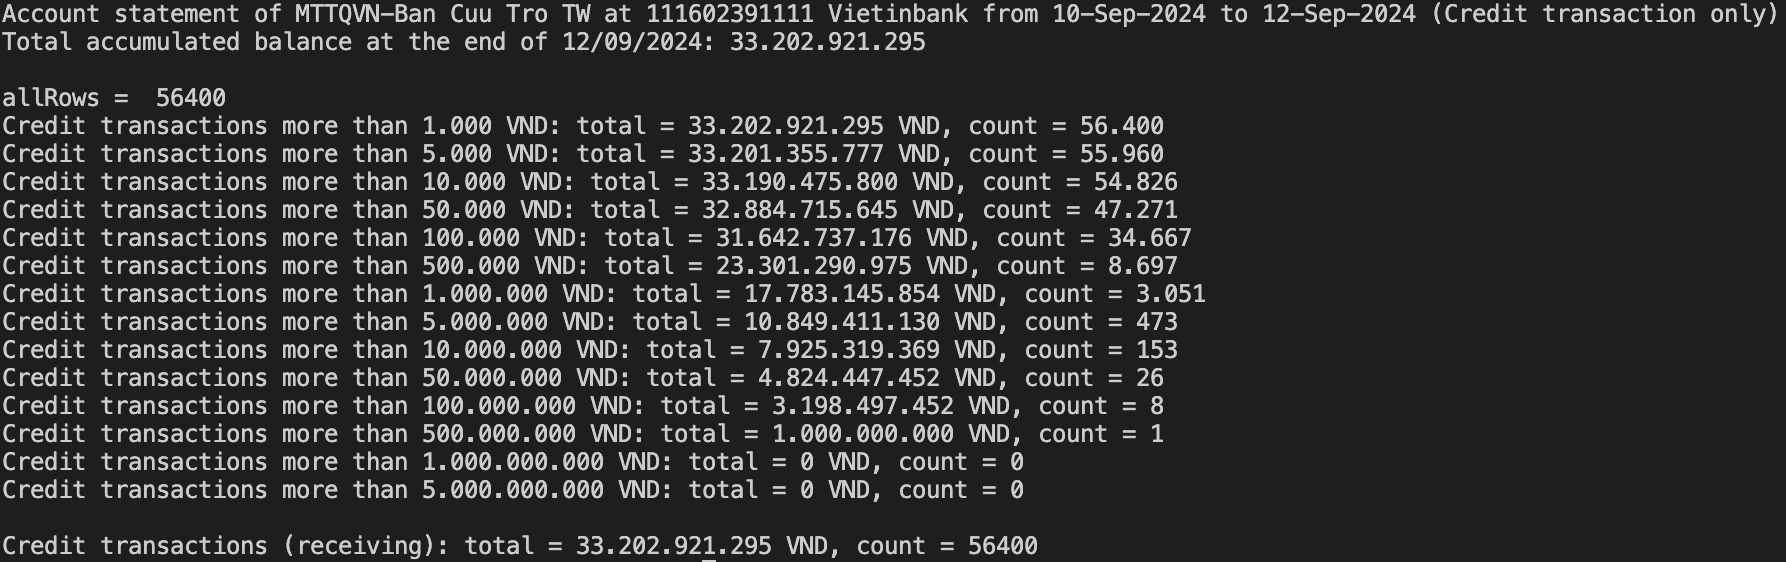 Account statement of MTTQVN-Ban Cuu Tro TW at 111602391111 Vietinbank from 10-Sep-2024 to 12-Sep-2024 (Credit transaction only)
Total accumulated balance at the end of 12/09/2024: 33.202.921.295
allRows =  56400
Credit transactions more than 1.000 VND: total = 33.202.921.295 VND, count = 56.400
Credit transactions more than 5.000 VND: total = 33.201.355.777 VND, count = 55.960
Credit transactions more than 10.000 VND: total = 33.190.475.800 VND, count = 54.826
Credit transactions more than 50.000 VND: total = 32.884.715.645 VND, count = 47.271
Credit transactions more than 100.000 VND: total = 31.642.737.176 VND, count = 34.667
Credit transactions more than 500.000 VND: total = 23.301.290.975 VND, count = 8.697
Credit transactions more than 1.000.000 VND: total = 17.783.145.854 VND, count = 3.051
Credit transactions more than 5.000.000 VND: total = 10.849.411.130 VND, count = 473
Credit transactions more than 10.000.000 VND: total = 7.925.319.369 VND, count = 153
Credit transactions more than 50.000.000 VND: total = 4.824.447.452 VND, count = 26
Credit transactions more than 100.000.000 VND: total = 3.198.497.452 VND, count = 8
Credit transactions more than 500.000.000 VND: total = 1.000.000.000 VND, count = 1
Credit transactions more than 1.000.000.000 VND: total = 0 VND, count = 0
Credit transactions more than 5.000.000.000 VND: total = 0 VND, count = 0
Credit transactions (receiving): total = 33.202.921.295 VND, count = 56400